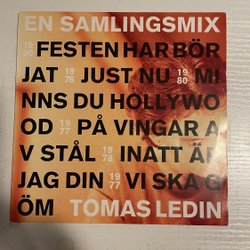 EN SAMLINGSMIX
FESTEN HAR BÖR
JAT 1976 JUST NU 1980 MI
NNS DU HOLLYWO
OD 1977 PÅ VINGAR A
V STÅL 1978 INATT ÄR
JAG DIN 1977 VI SKA G
ÖM TOMAS LEDIN